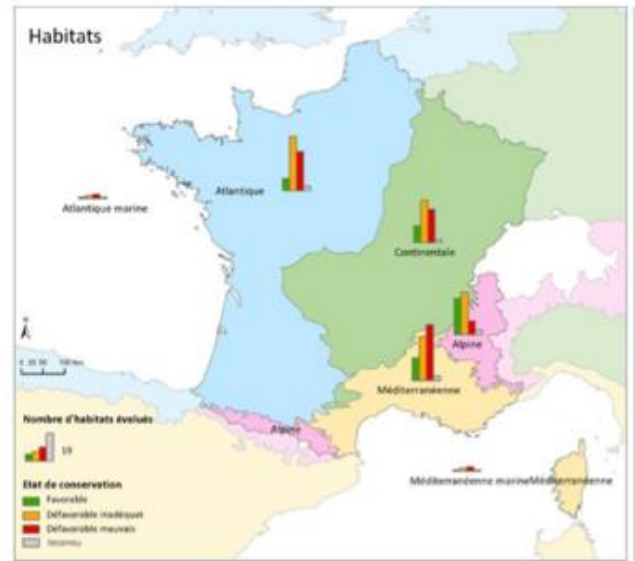 Habitats
Atlantique
Atlantique marine
Continentale
Alpine
Méditerranéenne
Alpine
Méditerranéenne marine
Méditerranéenne
Nombre d'habitats évalués
19
Etat de conservation
Favorable
Défavorable inadéquat
Défavorable mauvais
Inconnu